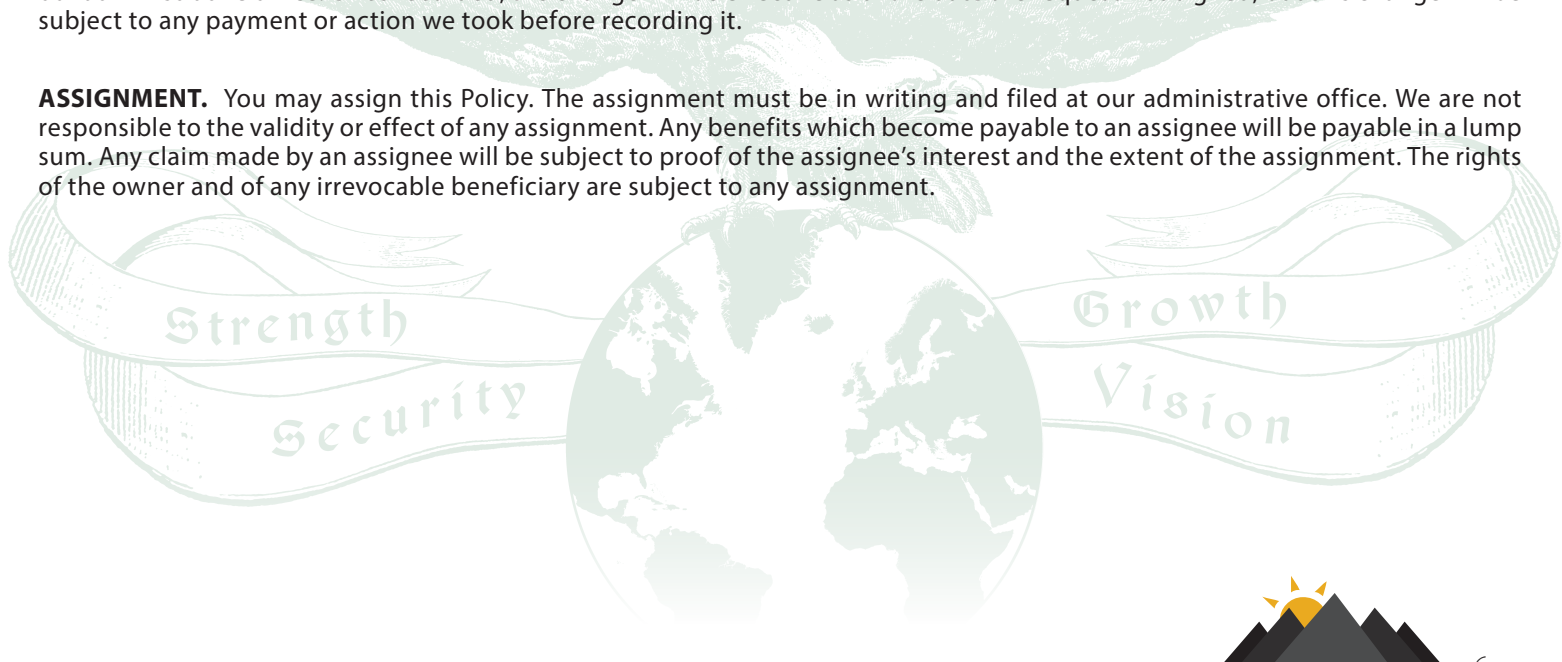 subject to any payment or action we took before recording it.
ASSIGNMENT. You may assign this Policy. The assignment must be in writing and filed at our administrative office. We are not
responsible to the validity or effect of any assignment. Any benefits which become payable to an assignee will be payable in a lump
sum. Any claim made by an assignee will be subject to proof of the assignee’s interest and the extent of the assignment. The rights
of the owner and of any irrevocable beneficiary are subject to any assignment.
Strength
Growth
Security
Vision